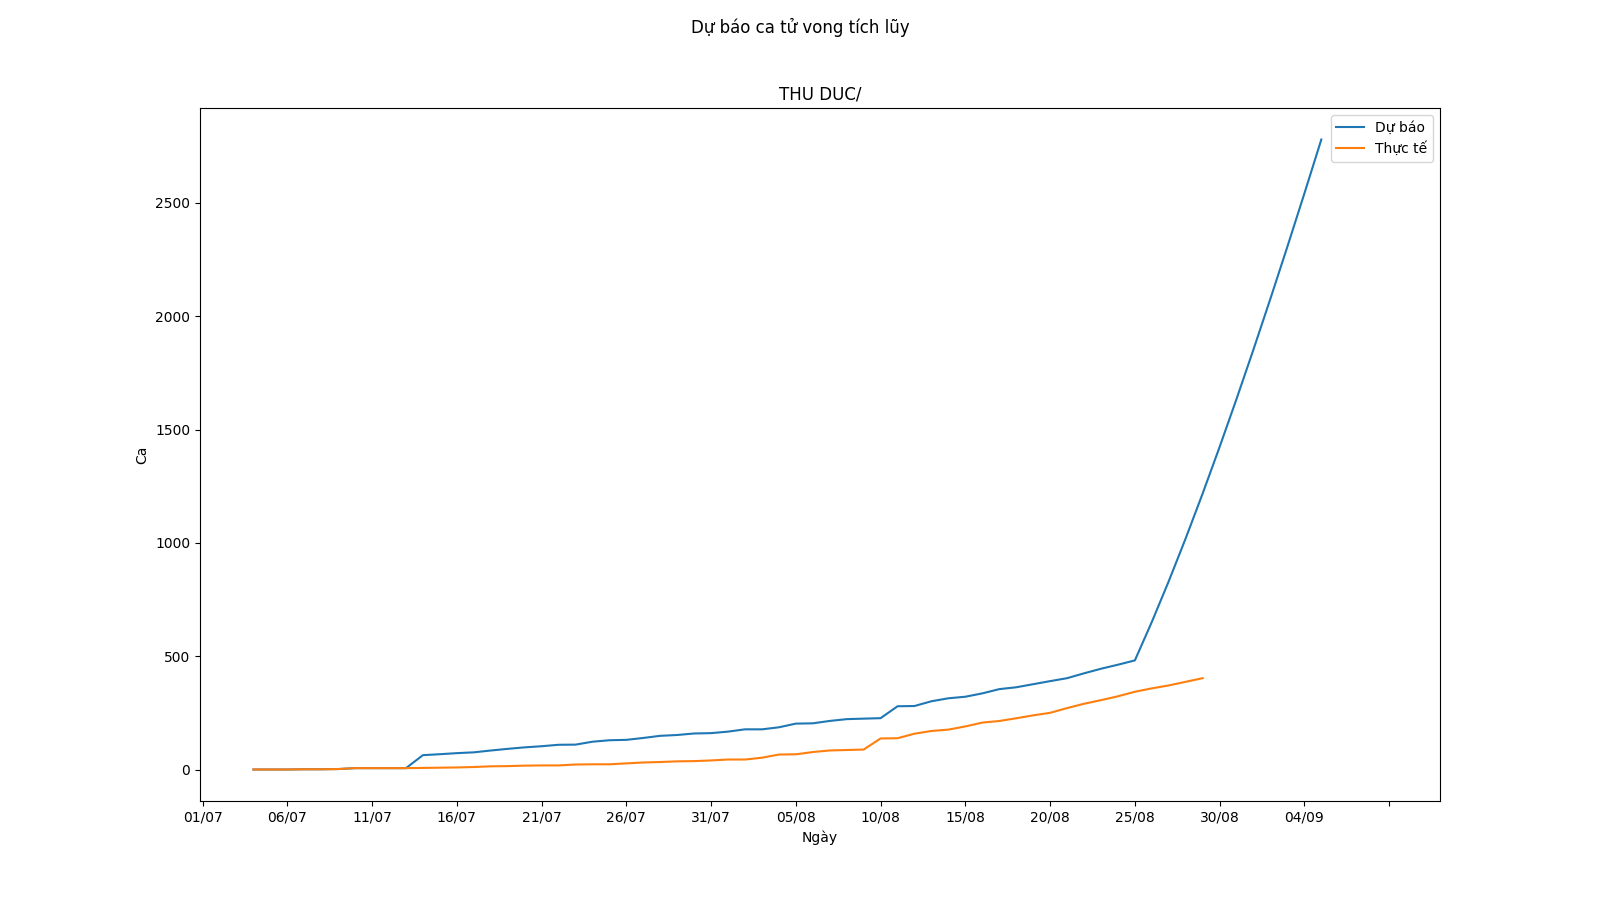 Dự báo ca tử vong tích lũy
THU DUC/
Dự báo
Thực tế
2500
2000
1500
1000
500
0
Ca
01/07 06/07 11/07 16/07 21/07 26/07 31/07 05/08 10/08 15/08 20/08 25/08 30/08 04/09
Ngày